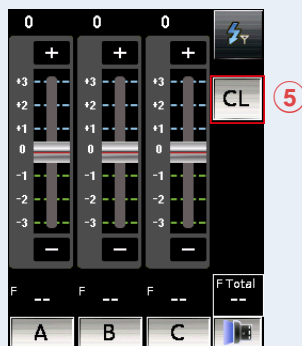 0 0 0
+ + +
+3 +3 +3
+2 +2 +2
CL 5
+1 +1 +1
0 0 0
-1 -1 -1
-2 -2 -2
-3 -3 -3
− − −
F -- F -- F -- F Total --
A B C